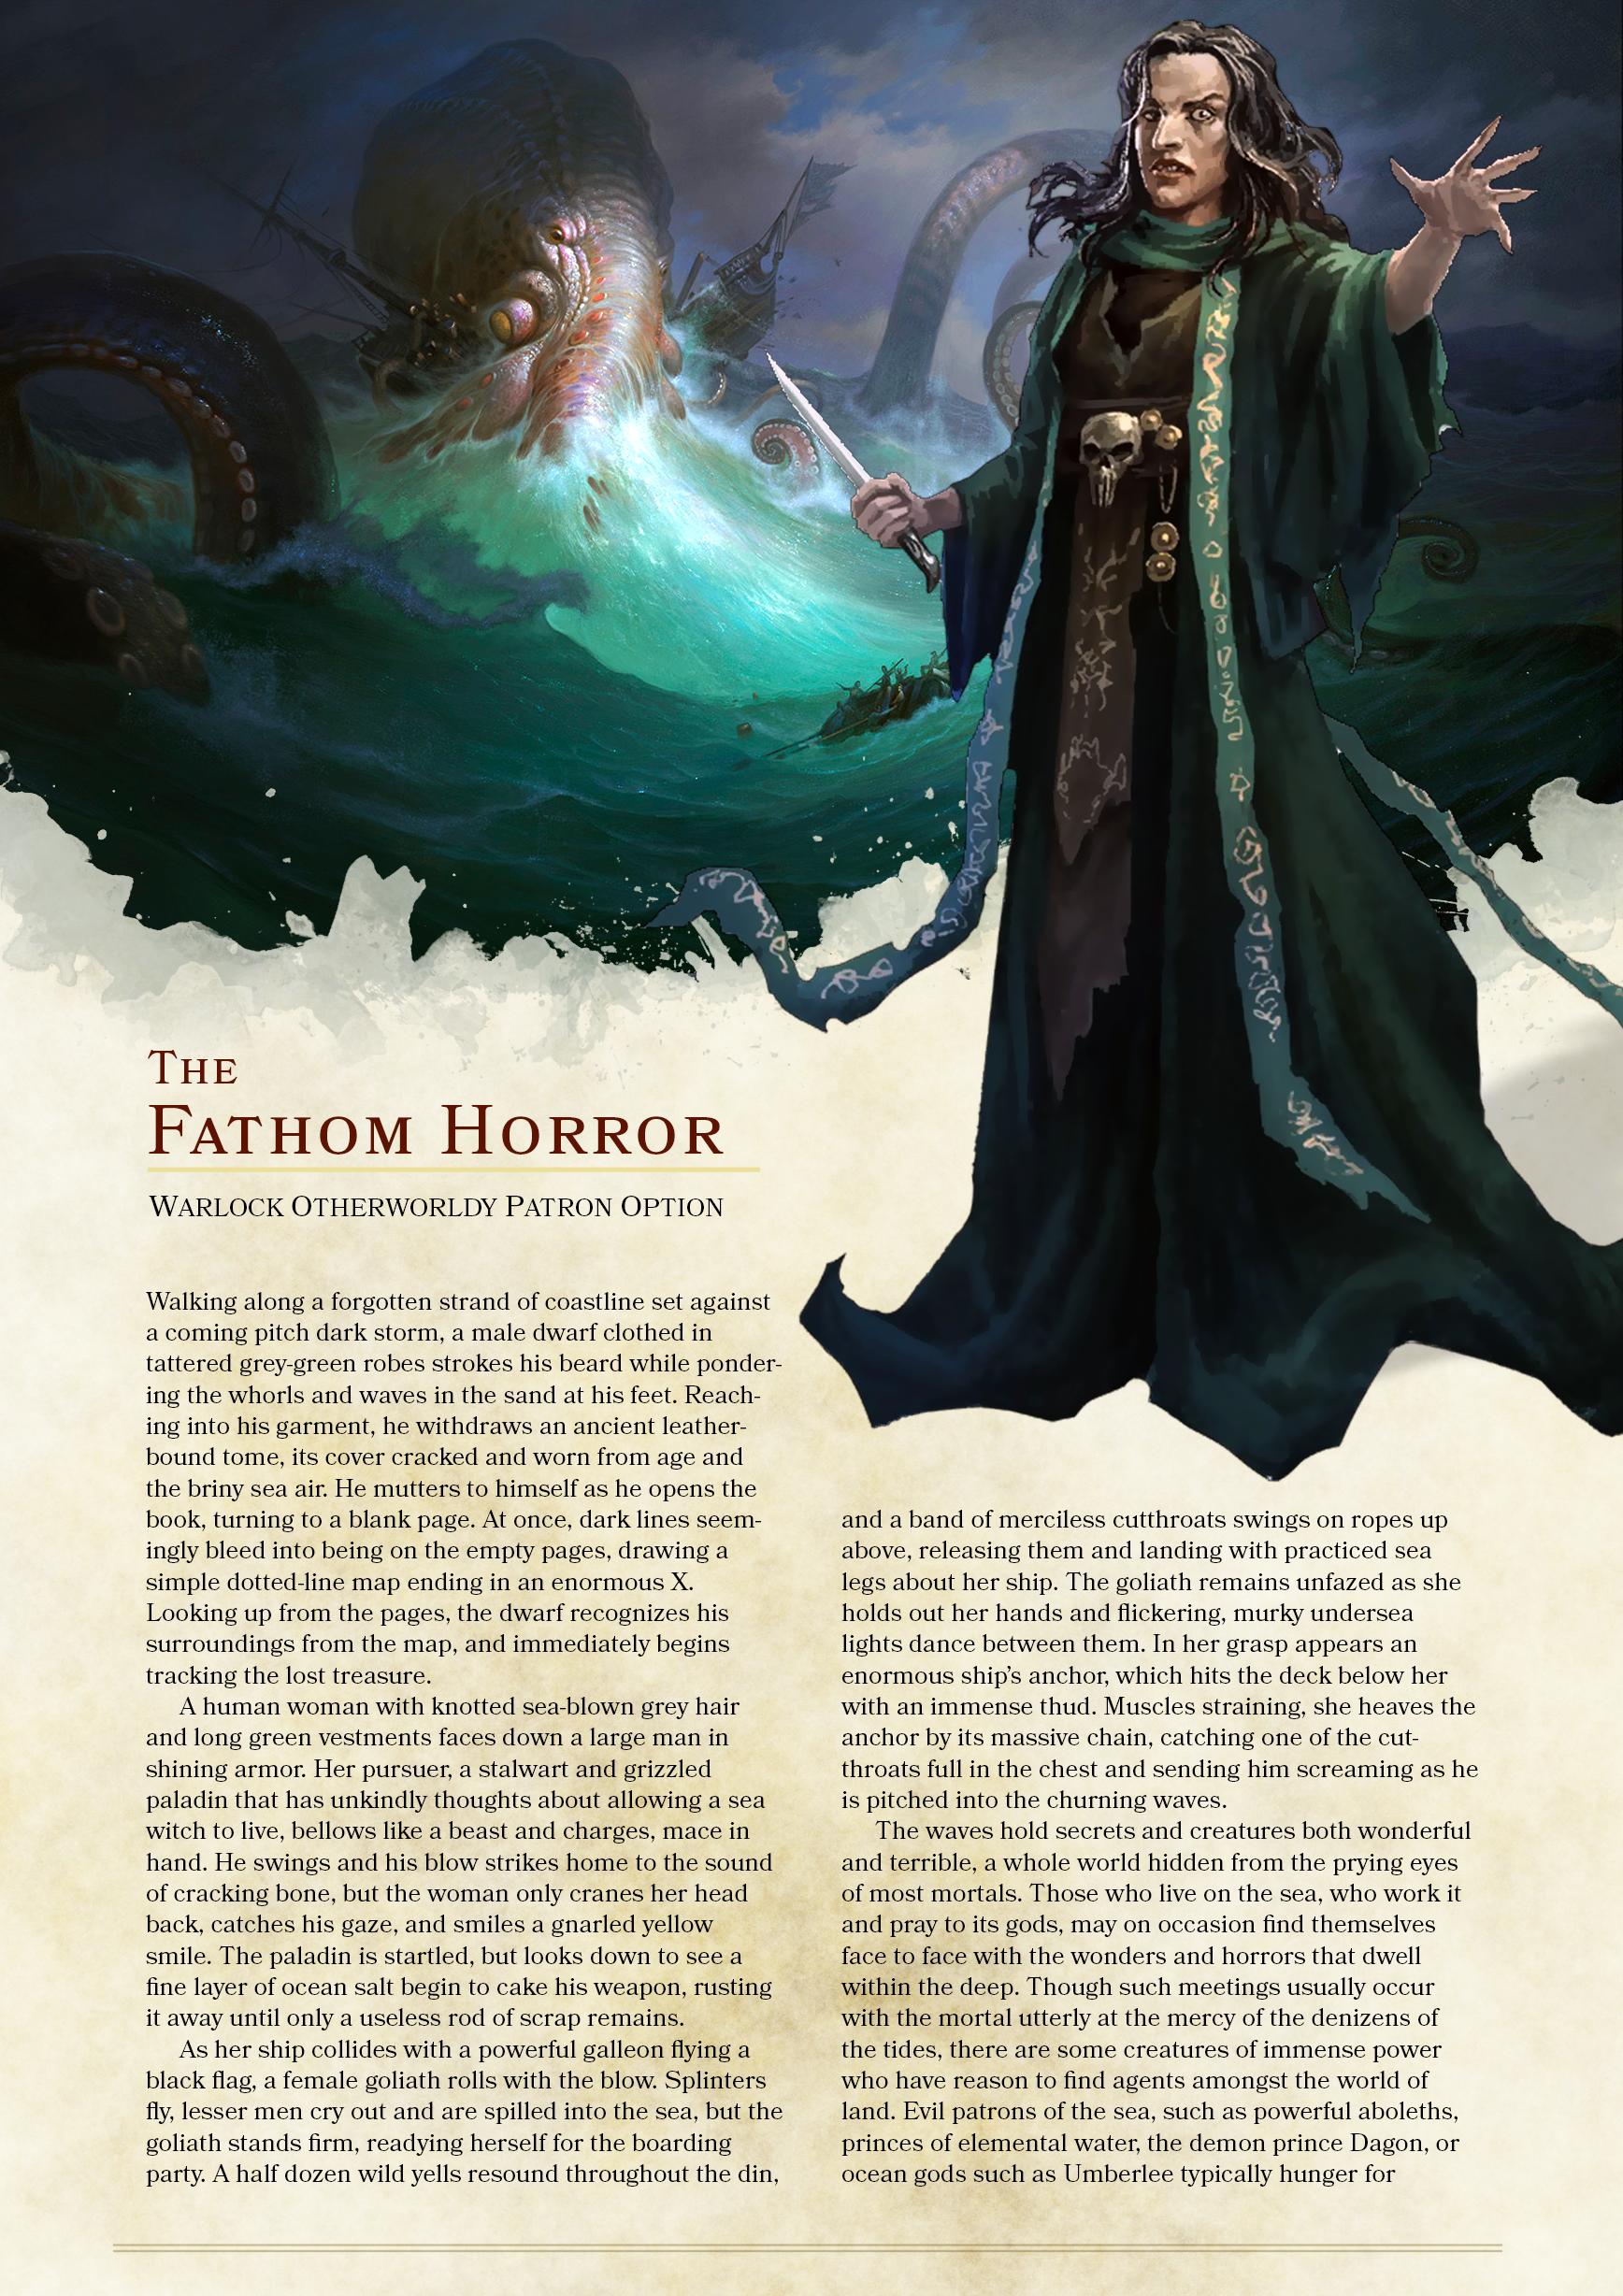 The
Fathom Horror
Warlock Otherworldy Patron Option
Walking along a forgotten strand of coastline set against
a coming pitch dark storm, a male dwarf clothed in
tattered grey-green robes strokes his beard while ponder-
ing the whorls and waves in the sand at his feet. Reach-
ing into his garment, he withdraws an ancient leather-
bound tome, its cover cracked and worn from age and
the briny sea air. He mutters to himself as he opens the
book, turning to a blank page. At once, dark lines seem-
ingly bleed into being on the empty pages, drawing a
simple dotted-line map ending in an enormous X.
Looking up from the pages, the dwarf recognizes his
surroundings from the map, and immediately begins
tracking the lost treasure.
A human woman with knotted sea-blown grey hair
and long green vestments faces down a large man in
shining armor. Her pursuer, a stalwart and grizzled
paladin that has unkindly thoughts about allowing a sea
witch to live, bellows like a beast and charges, mace in
hand. He swings and his blow strikes home to the sound
of cracking bone, but the woman only cranes her head
back, catches his gaze, and smiles a gnarled yellow
smile. The paladin is startled, but looks down to see a
fine layer of ocean salt begin to cake his weapon, rusting
it away until only a useless rod of scrap remains.
As her ship collides with a powerful galleon flying a
black flag, a female goliath rolls with the blow. Splinters
fly, lesser men cry out and are spilled into the sea, but the
goliath stands firm, readying herself for the boarding
party. A half dozen wild yells resound throughout the din,
and a band of merciless cutthroats swings on ropes up
above, releasing them and landing with practiced sea
legs about her ship. The goliath remains unfazed as she
holds out her hands and flickering, murky undersea
lights dance between them. In her grasp appears an
enormous ship's anchor, which hits the deck below her
with an immense thud. Muscles straining, she heaves the
anchor by its massive chain, catching one of the cut-
throats full in the chest and sending him screaming as he
is pitched into the churning waves.
The waves hold secrets and creatures both wonderful
and terrible, a whole world hidden from the prying eyes
of most mortals. Those who live on the sea, who work it
and pray to its gods, may on occasion find themselves
face to face with the wonders and horrors that dwell
within the deep. Though such meetings usually occur
with the mortal utterly at the mercy of the denizens of
the tides, there are some creatures of immense power
who have reason to find agents amongst the world of
land. Evil patrons of the sea, such as powerful aboleths,
princes of elemental water, the demon prince Dagon, or
ocean gods such as Umberlee typically hunger for